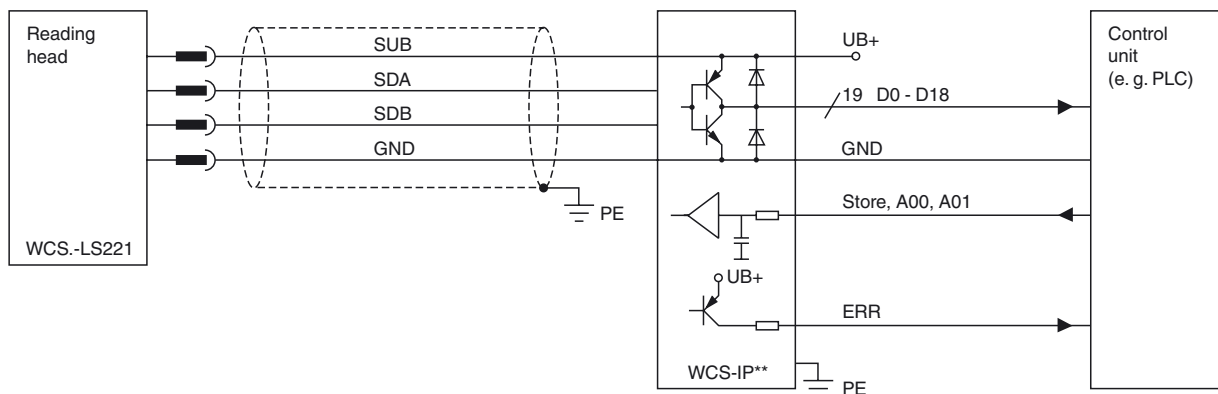 Reading
head
WCS.-LS221
SUB
SDA
SDB
GND
PE
UB+
19 D0 - D18
GND
Store, A00, A01
UB+
ERR
WCS-IP**
PE
Control
unit
(e. g. PLC)